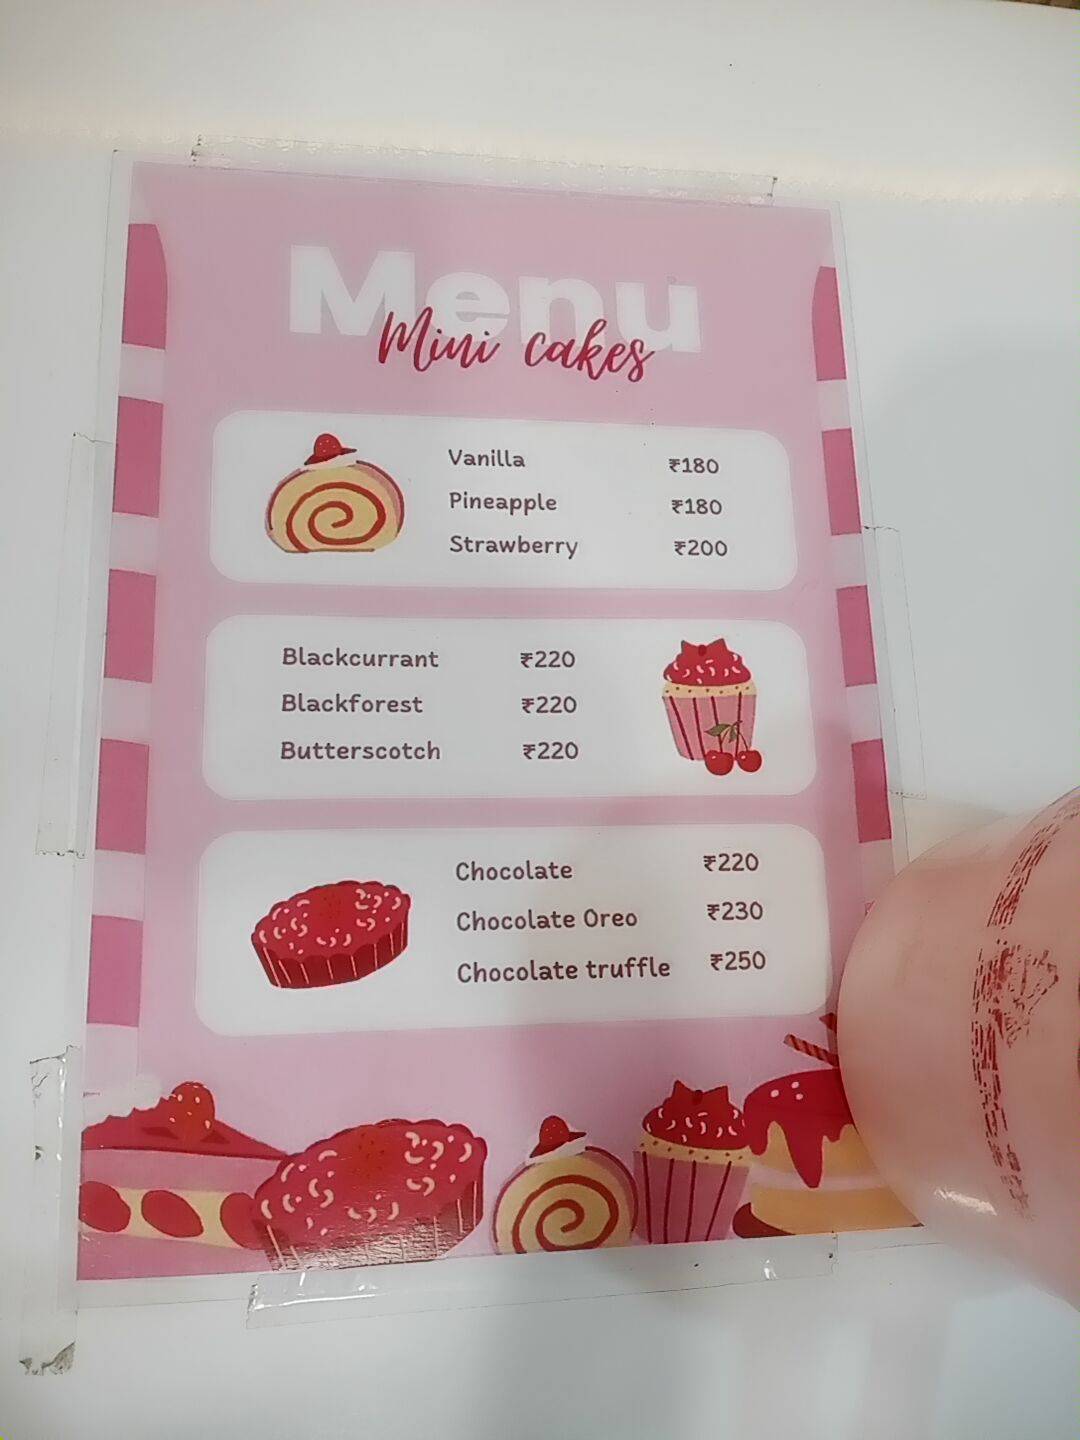 Menu
Mini cakes
Vanilla ₹180
Pineapple ₹180
Strawberry ₹200
Blackcurrant ₹220
Blackforest ₹220
Butterscotch ₹220
Chocolate ₹220
Chocolate Oreo ₹230
Chocolate truffle ₹250